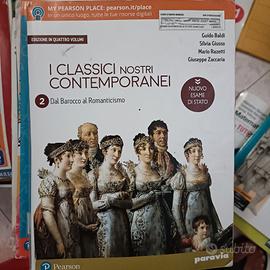 MY PEARSON PLACE: pearson.it/place
EDIZIONE IN QUATTRO VOLUMI
Guido Baldi
Silvia Giusso
Mario Razetti
Giuseppe Zaccaria
I CLASSICI NOSTRI
CONTEMPORANEI
2 Dal Barocco al Romanticismo
NUOVO
ESAME
DI STATO
Pearson
paravia
subito